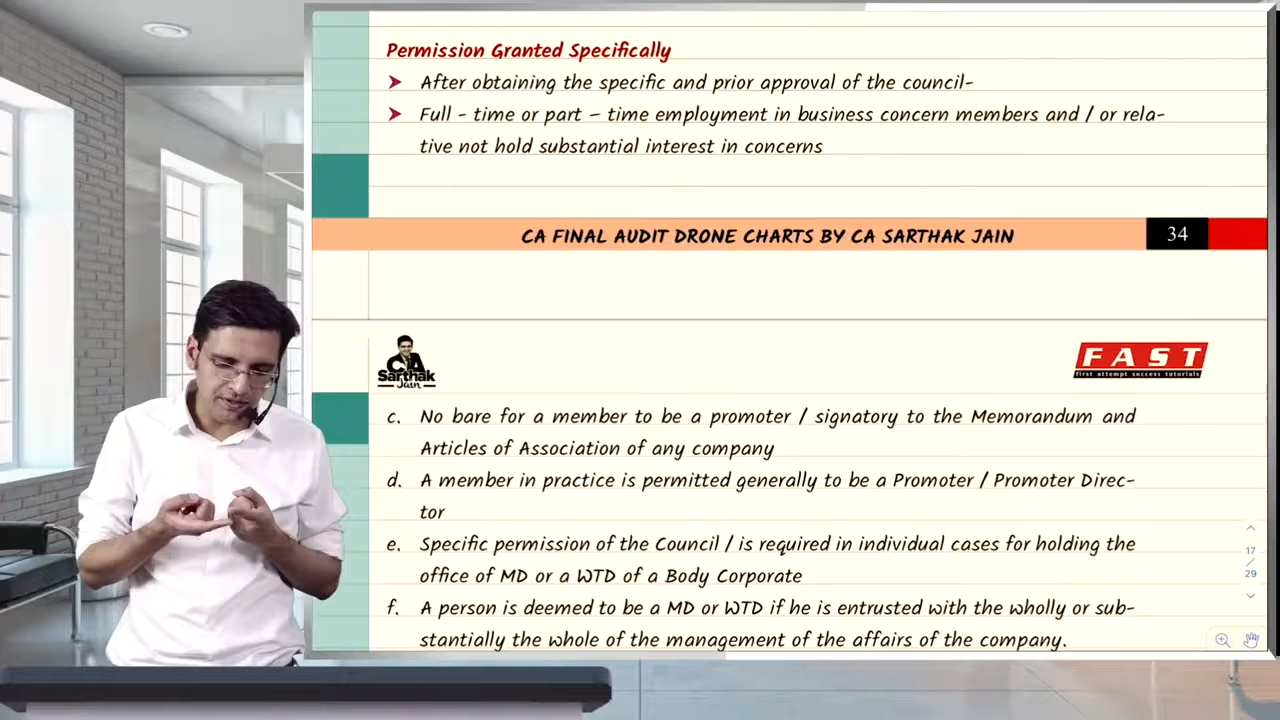 Permission Granted Specifically
➤ After obtaining the specific and prior approval of the council-
➤ Full - time or part – time employment in business concern members and / or rela-
tive not hold substantial interest in concerns
CA FINAL AUDIT DRONE CHARTS BY CA SARTHAK JAIN 34
CA
Sarthak
Jain
FAST
first attempt success tutorials
c. No bare for a member to be a promoter / signatory to the Memorandum and
Articles of Association of any company
d. A member in practice is permitted generally to be a Promoter / Promoter Direc-
tor
e. Specific permission of the Council / is required in individual cases for holding the
office of MD or a WTD of a Body Corporate
f. A person is deemed to be a MD or WTD if he is entrusted with the wholly or sub-
stantially the whole of the management of the affairs of the company.
17
/
29